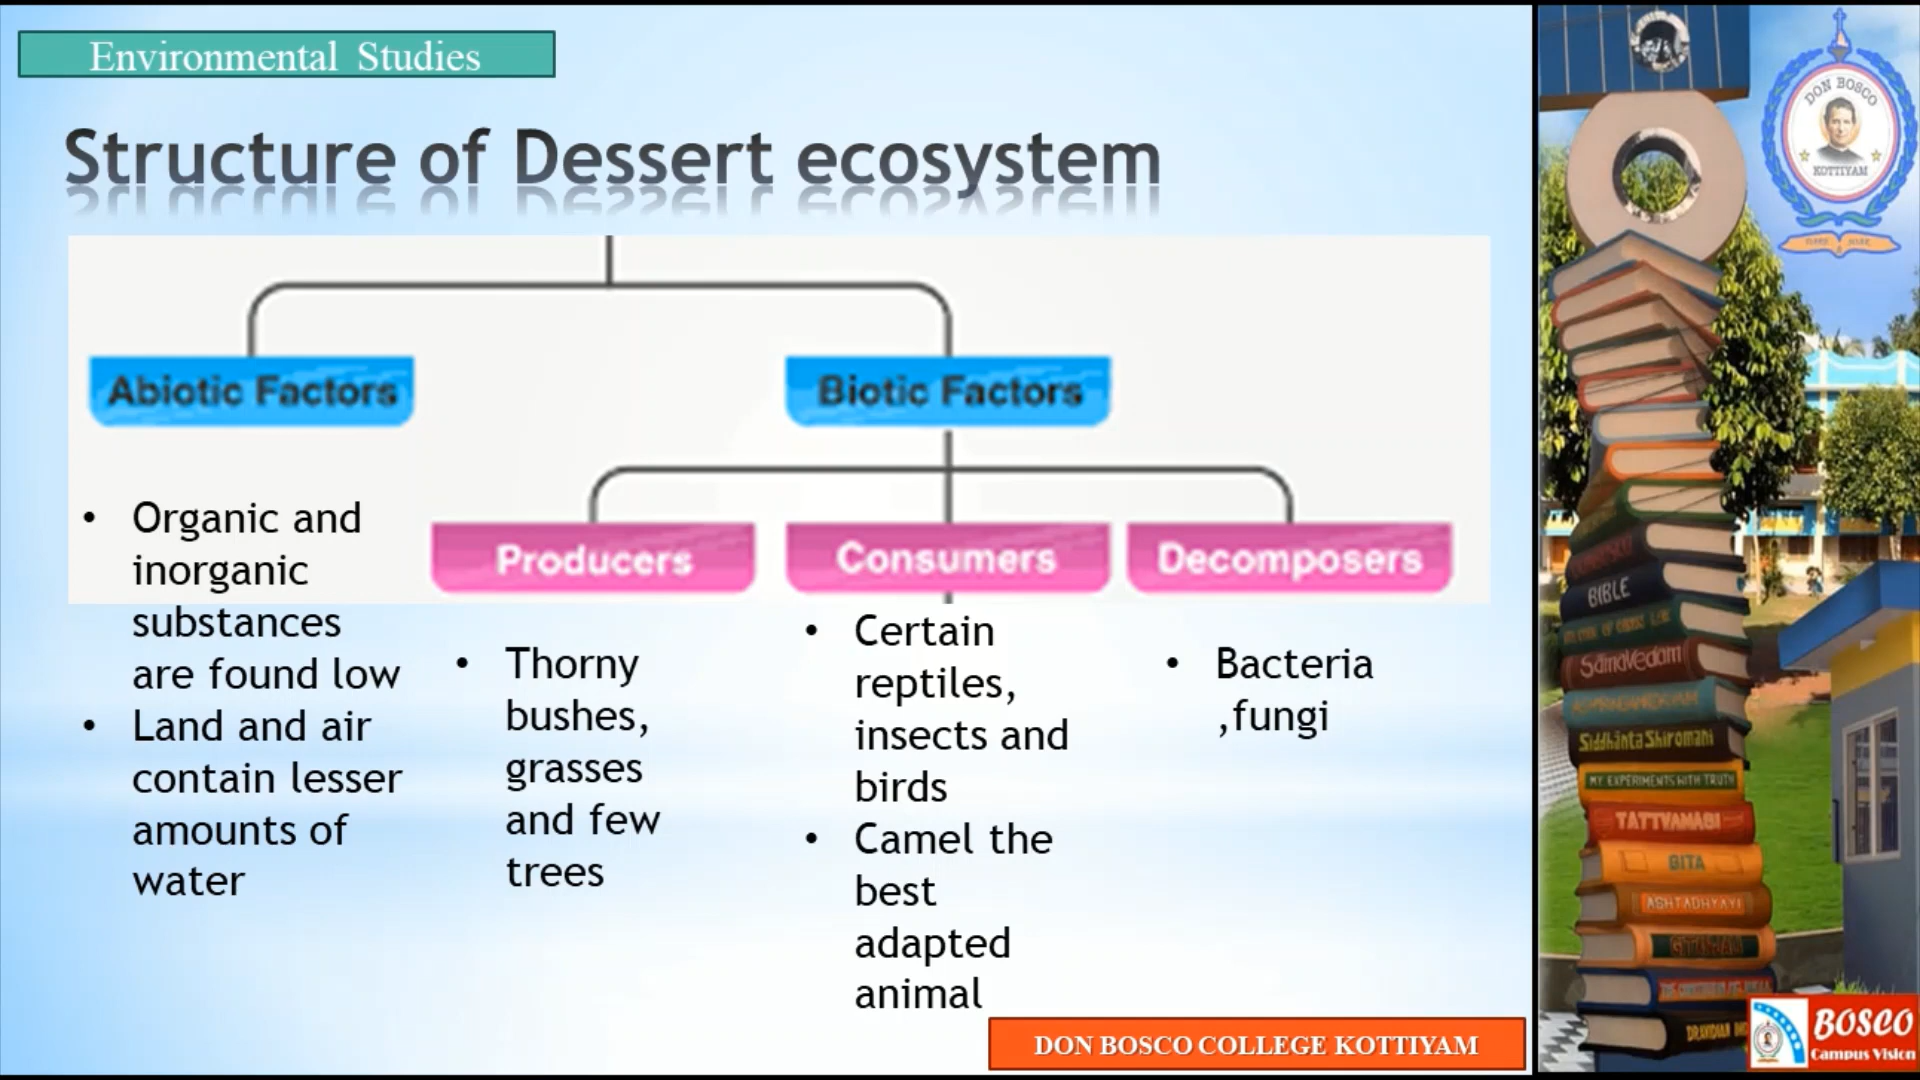 Environmental Studies
Structure of Dessert ecosystem
Abiotic Factors
Biotic Factors
Producers
Consumers
Decomposers
• Organic and
inorganic
substances
are found low
• Land and air
contain lesser
amounts of
water
• Thorny
bushes,
grasses
and few
trees
• Certain
reptiles,
insects and
birds
• Camel the
best
adapted
animal
• Bacteria
,fungi
DON BOSCO COLLEGE KOTTIYAM
DON BOSCO
KOTTIYAM
BIBLE
SamaVedam
Siddhanta Shiromani
MY EXPERIMENTS WITH TRUTH
TATTVAMASI
GITA
ASHTADHYAYI
BOSCO
Campus Vision